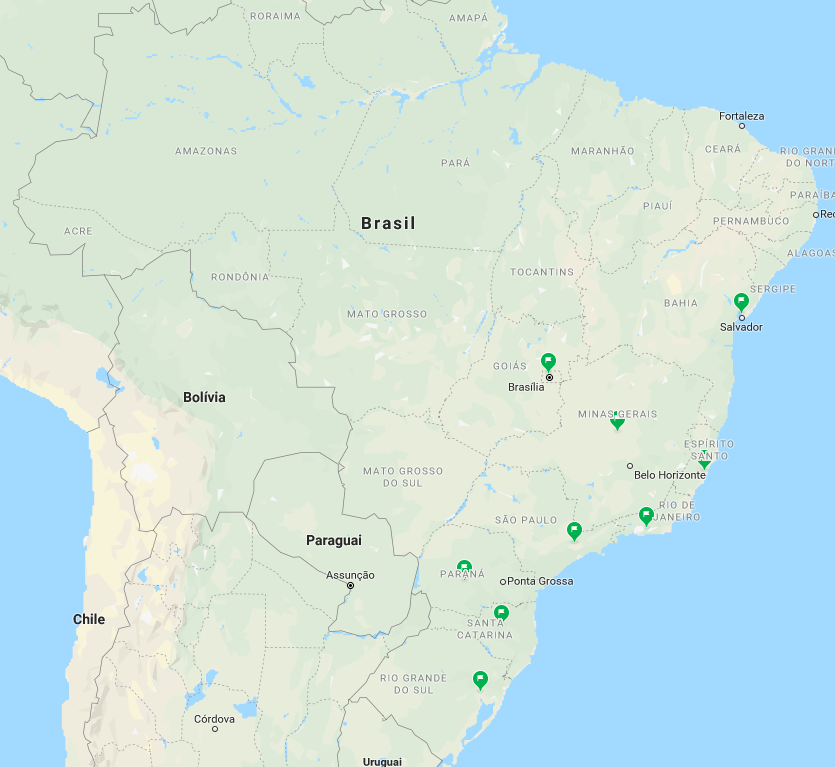 RORAIMA
AMAPÁ
Fortaleza
AMAZONAS
PARÁ
MARANHÃO
CEARÁ
RIO GRANDE
DO NORT
PIAUÍ
PARAÍBA
PERNAMBUCO
Rec
Brasil
ACRE
ALAGOAS
RONDÔNIA
TOCANTINS
SERGIPE
BAHIA
MATO GROSSO
Salvador
GOIÁS
Brasília
Bolívia
MINAS GERAIS
ESPÍRITO
SANTO
MATO GROSSO
DO SUL
Belo Horizonte
RIO DE
JANEIRO
SÃO PAULO
Paraguai
Assunção
PARANÁ
Ponta Grossa
Chile
SANTA
CATARINA
RIO GRANDE
DO SUL
Córdova
Uruguai